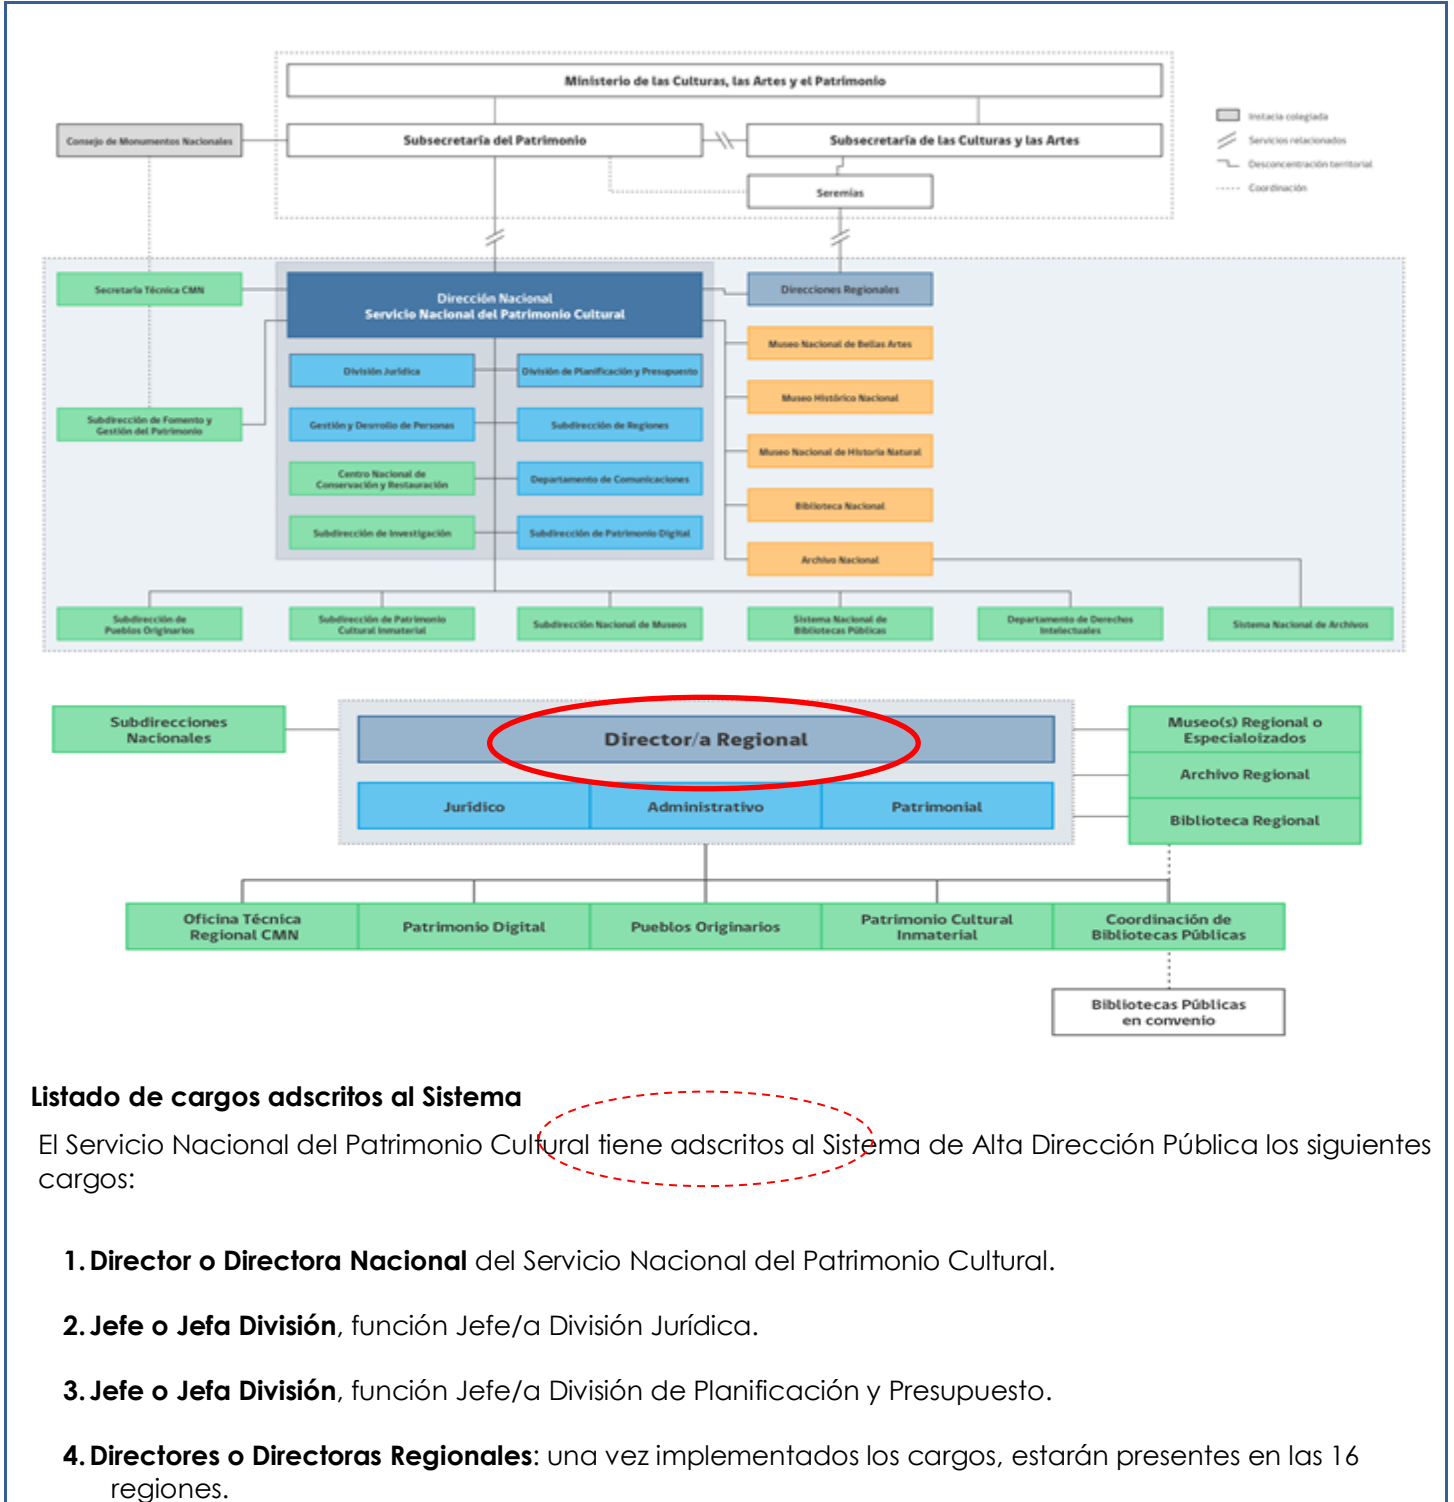 Ministerio de las Culturas, las Artes y el Patrimonio
Consejo de Monumentos Nacionales
Subsecretaría del Patrimonio
Subsecretaría de las Culturas y las Artes
Seremías
Instacia colegiada
Servicios relacionados
Desconcentración territorial
Coordinación
Secretaría Técnica CMN
Dirección Nacional
Servicio Nacional del Patrimonio Cultural
Direcciones Regionales
División Jurídica
División de Planificación y Presupuesto
Museo Nacional de Bellas Artes
Museo Histórico Nacional
Subdirección de Fomento y
Gestión del Patrimonio
Gestión y Desrrollo de Personas
Subdirección de Regiones
Museo Nacional de Historia Natural
Centro Nacional de
Conservación y Restauración
Departamento de Comunicaciones
Biblioteca Nacional
Subdirección de Investigación
Subdirección de Patrimonio Digital
Archivo Nacional
Subdirección de
Pueblos Originarios
Subdirección de Patrimonio
Cultural Inmaterial
Subdirección Nacional de Museos
Sistema Nacional de
Bibliotecas Públicas
Departamento de Derechos
Intelectuales
Sistema Nacional de Archivos
Subdirecciones
Nacionales
Director/a Regional
Museo(s) Regional o
Especialoizados
Archivo Regional
Biblioteca Regional
Jurídico
Administrativo
Patrimonial
Oficina Técnica
Regional CMN
Patrimonio Digital
Pueblos Originarios
Patrimonio Cultural
Inmaterial
Coordinación de
Bibliotecas Públicas
Bibliotecas Públicas
en convenio
Listado de cargos adscritos al Sistema
El Servicio Nacional del Patrimonio Cultural tiene adscritos al Sistema de Alta Dirección Pública los siguientes
cargos:
1. Director o Directora Nacional del Servicio Nacional del Patrimonio Cultural.
2. Jefe o Jefa División, función Jefe/a División Jurídica.
3. Jefe o Jefa División, función Jefe/a División de Planificación y Presupuesto.
4. Directores o Directoras Regionales: una vez implementados los cargos, estarán presentes en las 16
regiones.